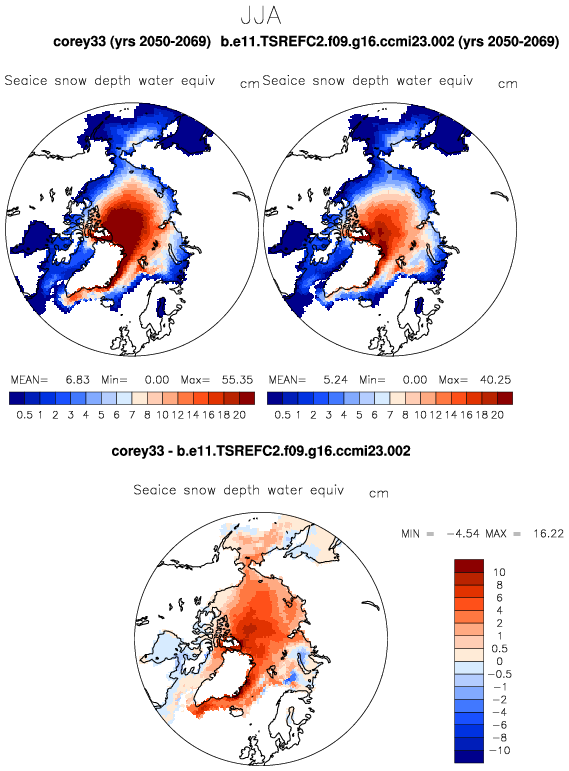 JJA
corey33 (yrs 2050-2069) b.e11.TSREFC2.f09.g16.ccmi23.002 (yrs 2050-2069)
Seaice snow depth water equiv cm Seaice snow depth water equiv cm
MEAN= 6.83 Min= 0.00 Max= 55.35 MEAN= 5.24 Min= 0.00 Max= 40.25
0.5 1 2 3 4 5 6 7 8 10 12 14 16 18 20 0.5 1 2 3 4 5 6 7 8 10 12 14 16 18 20
corey33 - b.e11.TSREFC2.f09.g16.ccmi23.002
Seaice snow depth water equiv cm
MIN = -4.54 MAX = 16.22
10
8
6
4
2
1
0.5
0
-0.5
-1
-2
-4
-6
-8
-10